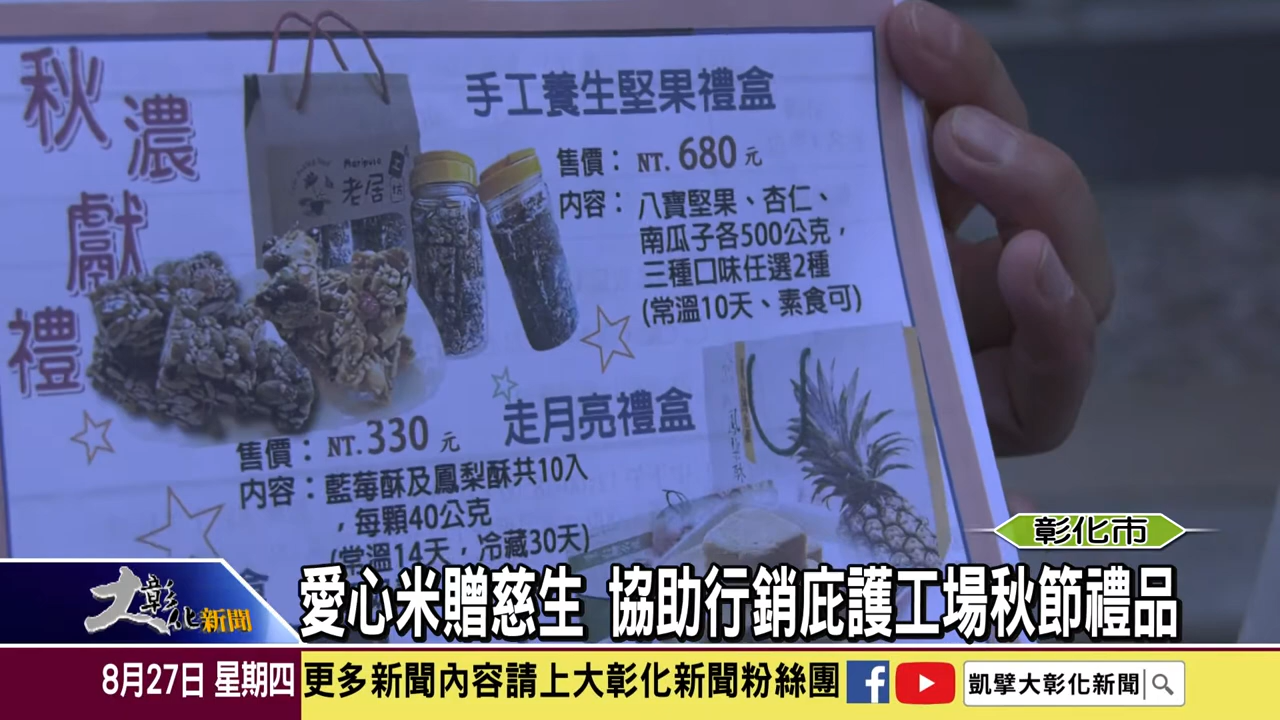 秋濃獻禮
手工養生堅果禮盒
售價：NT. 680 元
內容：八寶堅果、杏仁、
南瓜子各500公克，
三種口味任選2種
(常溫10天、素食可)
老居
走月亮禮盒
售價：NT. 330 元
內容：藍莓酥及鳳梨酥共10入
，每顆40公克
(常溫14天，冷藏30天)
彰化市
大彰化新聞
愛心米贈慈生 協助行銷庇護工場秋節禮品
8月27日 星期四
更多新聞內容請上大彰化新聞粉絲團
凱擘大彰化新聞